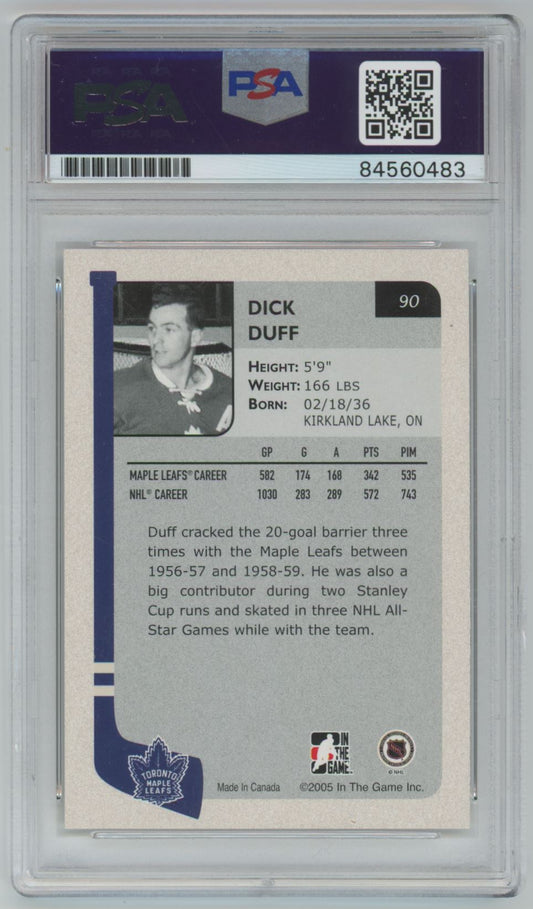 PSA
PSA
84560483
90
DICK
DUFF
HEIGHT: 5'9"
WEIGHT: 166 LBS
BORN: 02/18/36
KIRKLAND LAKE, ON
GP G A PTS PIM
MAPLE LEAFS® CAREER 582 174 168 342 535
NHL® CAREER 1030 283 289 572 743
Duff cracked the 20-goal barrier three
times with the Maple Leafs between
1956-57 and 1958-59. He was also a
big contributor during two Stanley
Cup runs and skated in three NHL All-
Star Games while with the team.
IN
THE
GAME
TORONTO
MAPLE
LEAFS
© NHL
Made In Canada ©2005 In The Game Inc.